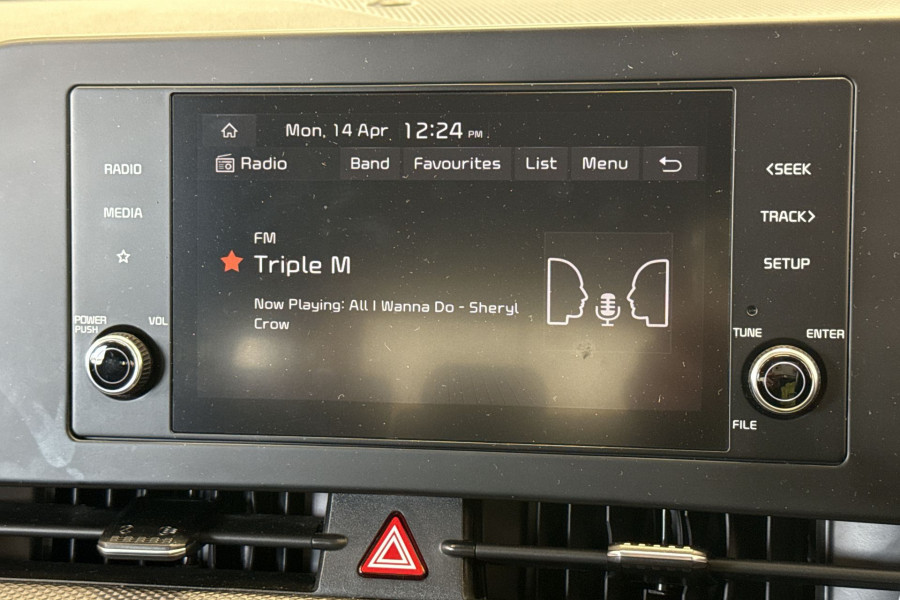 Mon, 14 Apr 12:24 PM
Radio Band Favourites List Menu
FM
Triple M
Now Playing: All I Wanna Do - Sheryl
Crow
RADIO
MEDIA
POWER
PUSH
VOL
<SEEK
TRACK>
SETUP
TUNE
ENTER
FILE